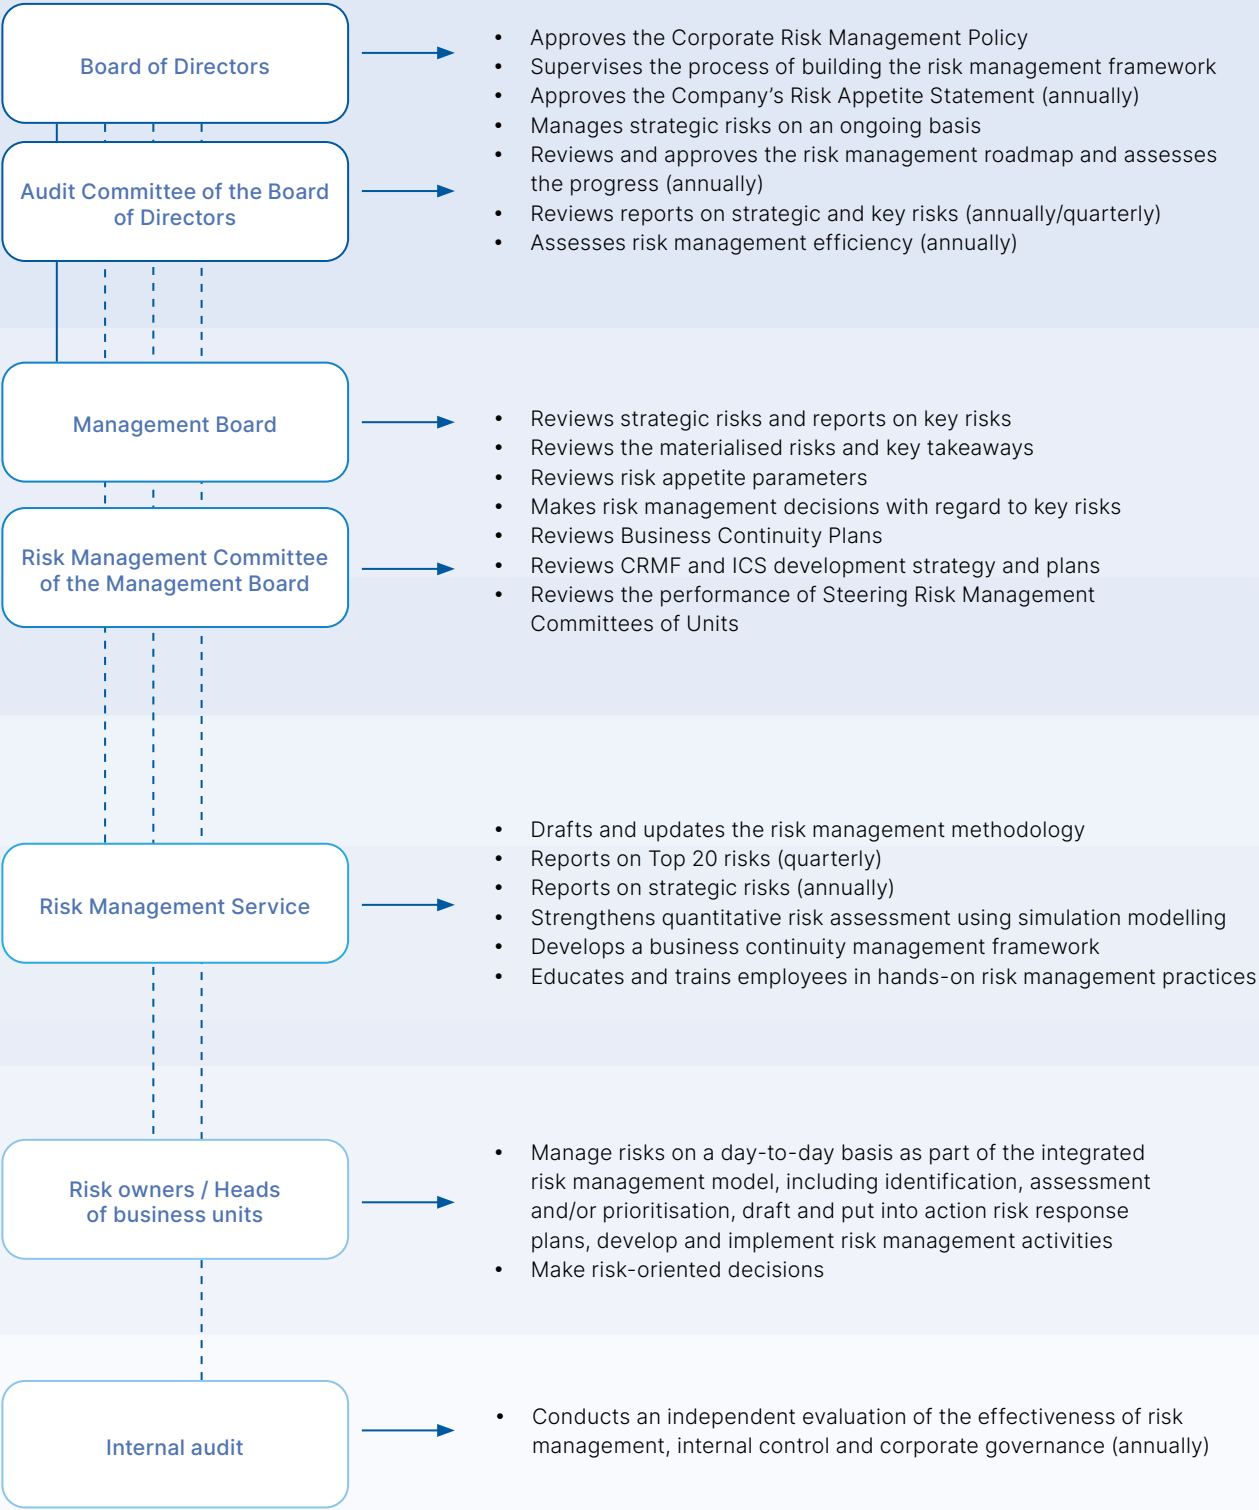 Board of Directors
• Approves the Corporate Risk Management Policy
• Supervises the process of building the risk management framework
• Approves the Company’s Risk Appetite Statement (annually)
• Manages strategic risks on an ongoing basis
• Reviews and approves the risk management roadmap and assesses
the progress (annually)
• Reviews reports on strategic and key risks (annually/quarterly)
• Assesses risk management efficiency (annually)
Audit Committee of the Board
of Directors
Management Board
• Reviews strategic risks and reports on key risks
• Reviews the materialised risks and key takeaways
• Reviews risk appetite parameters
• Makes risk management decisions with regard to key risks
• Reviews Business Continuity Plans
• Reviews CRMF and ICS development strategy and plans
• Reviews the performance of Steering Risk Management
Committees of Units
Risk Management Committee
of the Management Board
Risk Management Service
• Drafts and updates the risk management methodology
• Reports on Top 20 risks (quarterly)
• Reports on strategic risks (annually)
• Strengthens quantitative risk assessment using simulation modelling
• Develops a business continuity management framework
• Educates and trains employees in hands-on risk management practices
Risk owners / Heads
of business units
• Manage risks on a day-to-day basis as part of the integrated
risk management model, including identification, assessment
and/or prioritisation, draft and put into action risk response
plans, develop and implement risk management activities
• Make risk-oriented decisions
Internal audit
• Conducts an independent evaluation of the effectiveness of risk
management, internal control and corporate governance (annually)